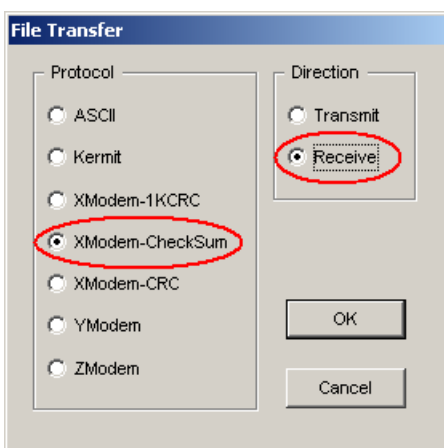 File Transfer
Protocol
ASCII
Kermit
XModem-1KCRC
XModem-CheckSum
XModem-CRC
YModem
ZModem
Direction
Transmit
Receive
OK
Cancel